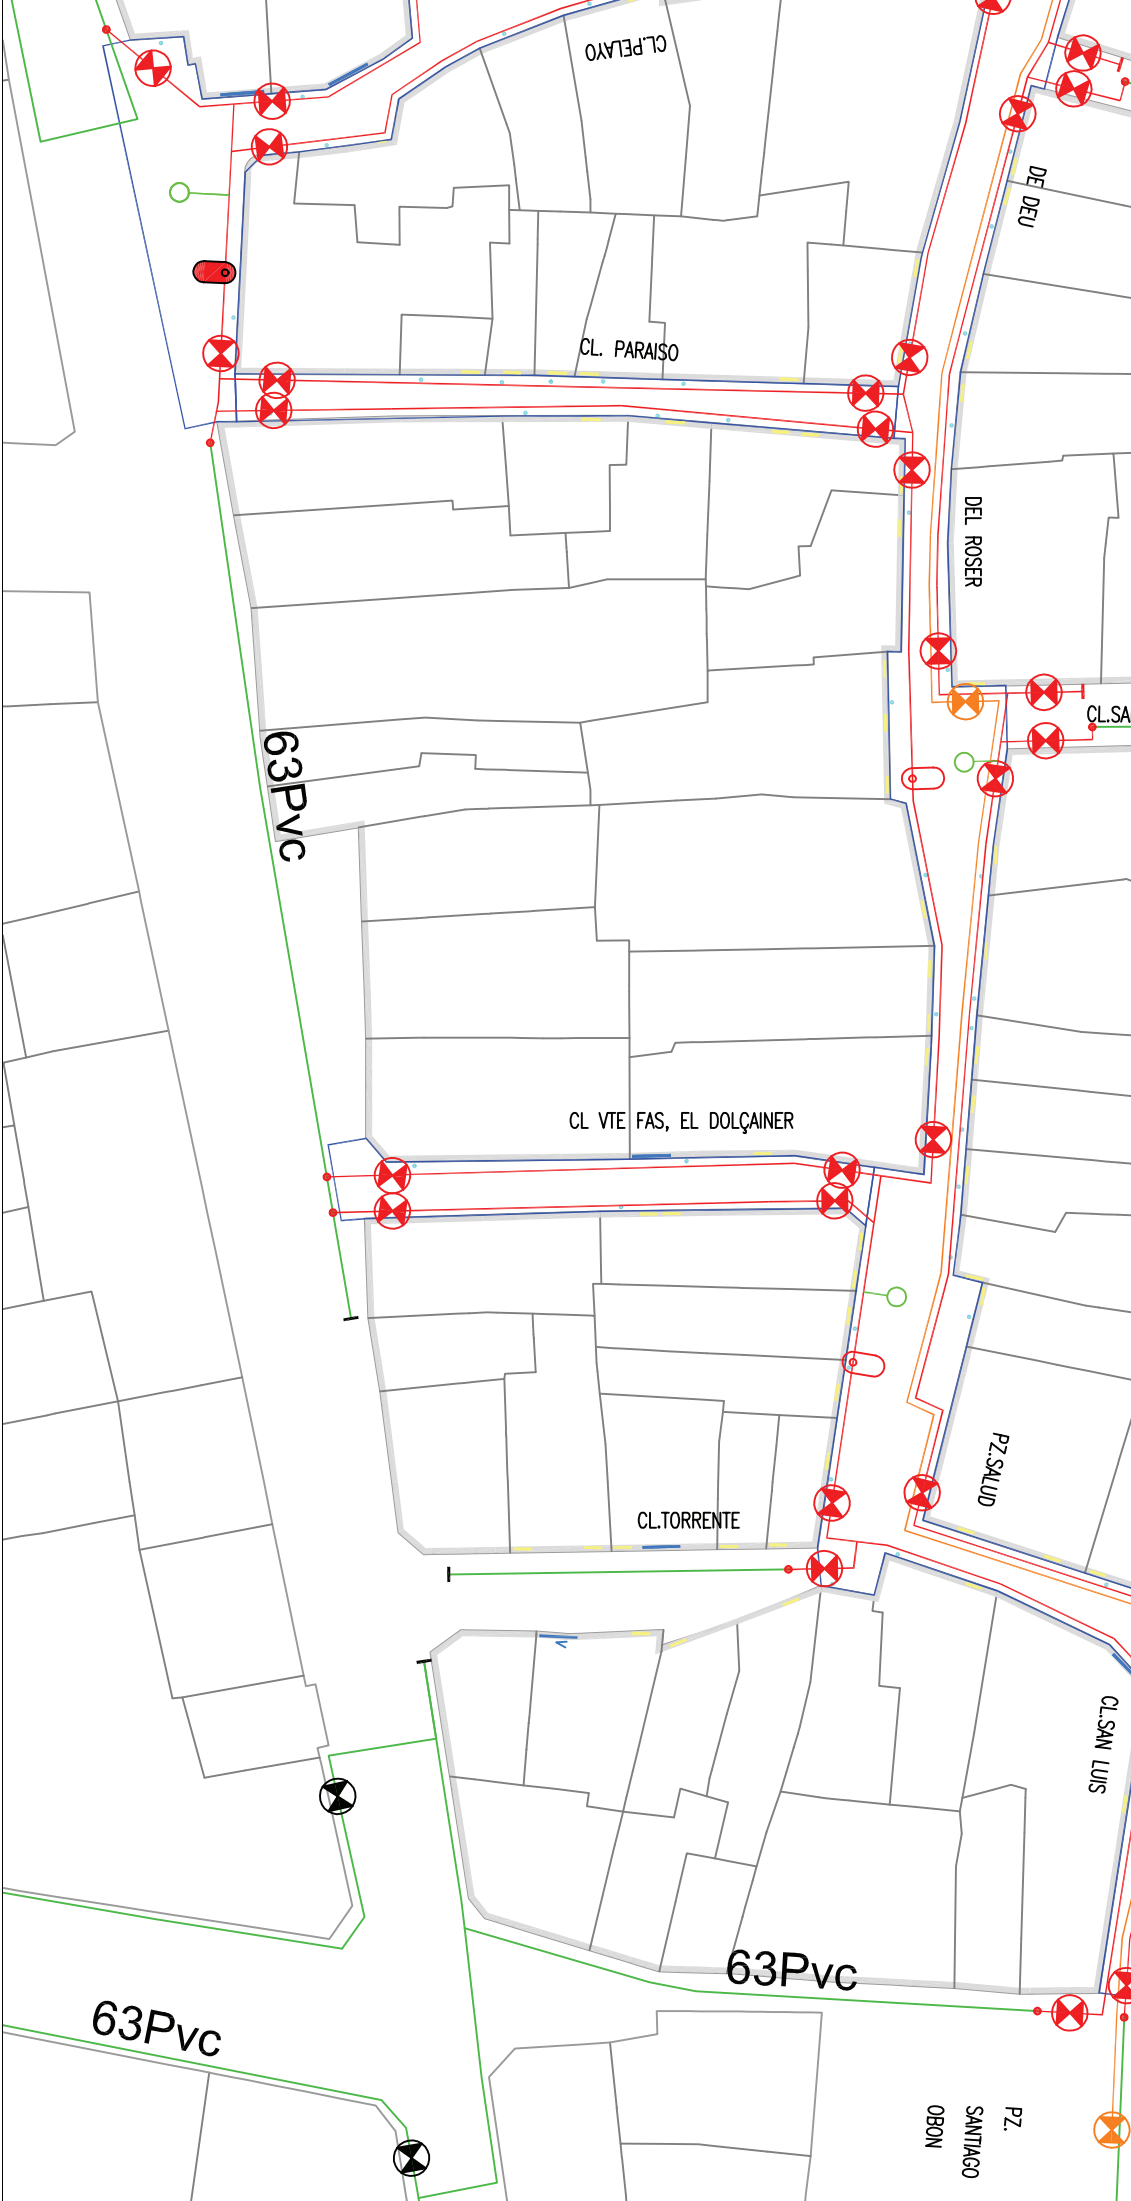 CL.PELAYO
DE DEU
CL. PARAISO
DEL ROSER
CL.SA
63Pvc
CL VTE FAS, EL DOLÇAINER
PZ.SALUD
CL.TORRENTE
CL.SAN LUIS
63Pvc
63Pvc
PZ.
SANTIAGO
OBON